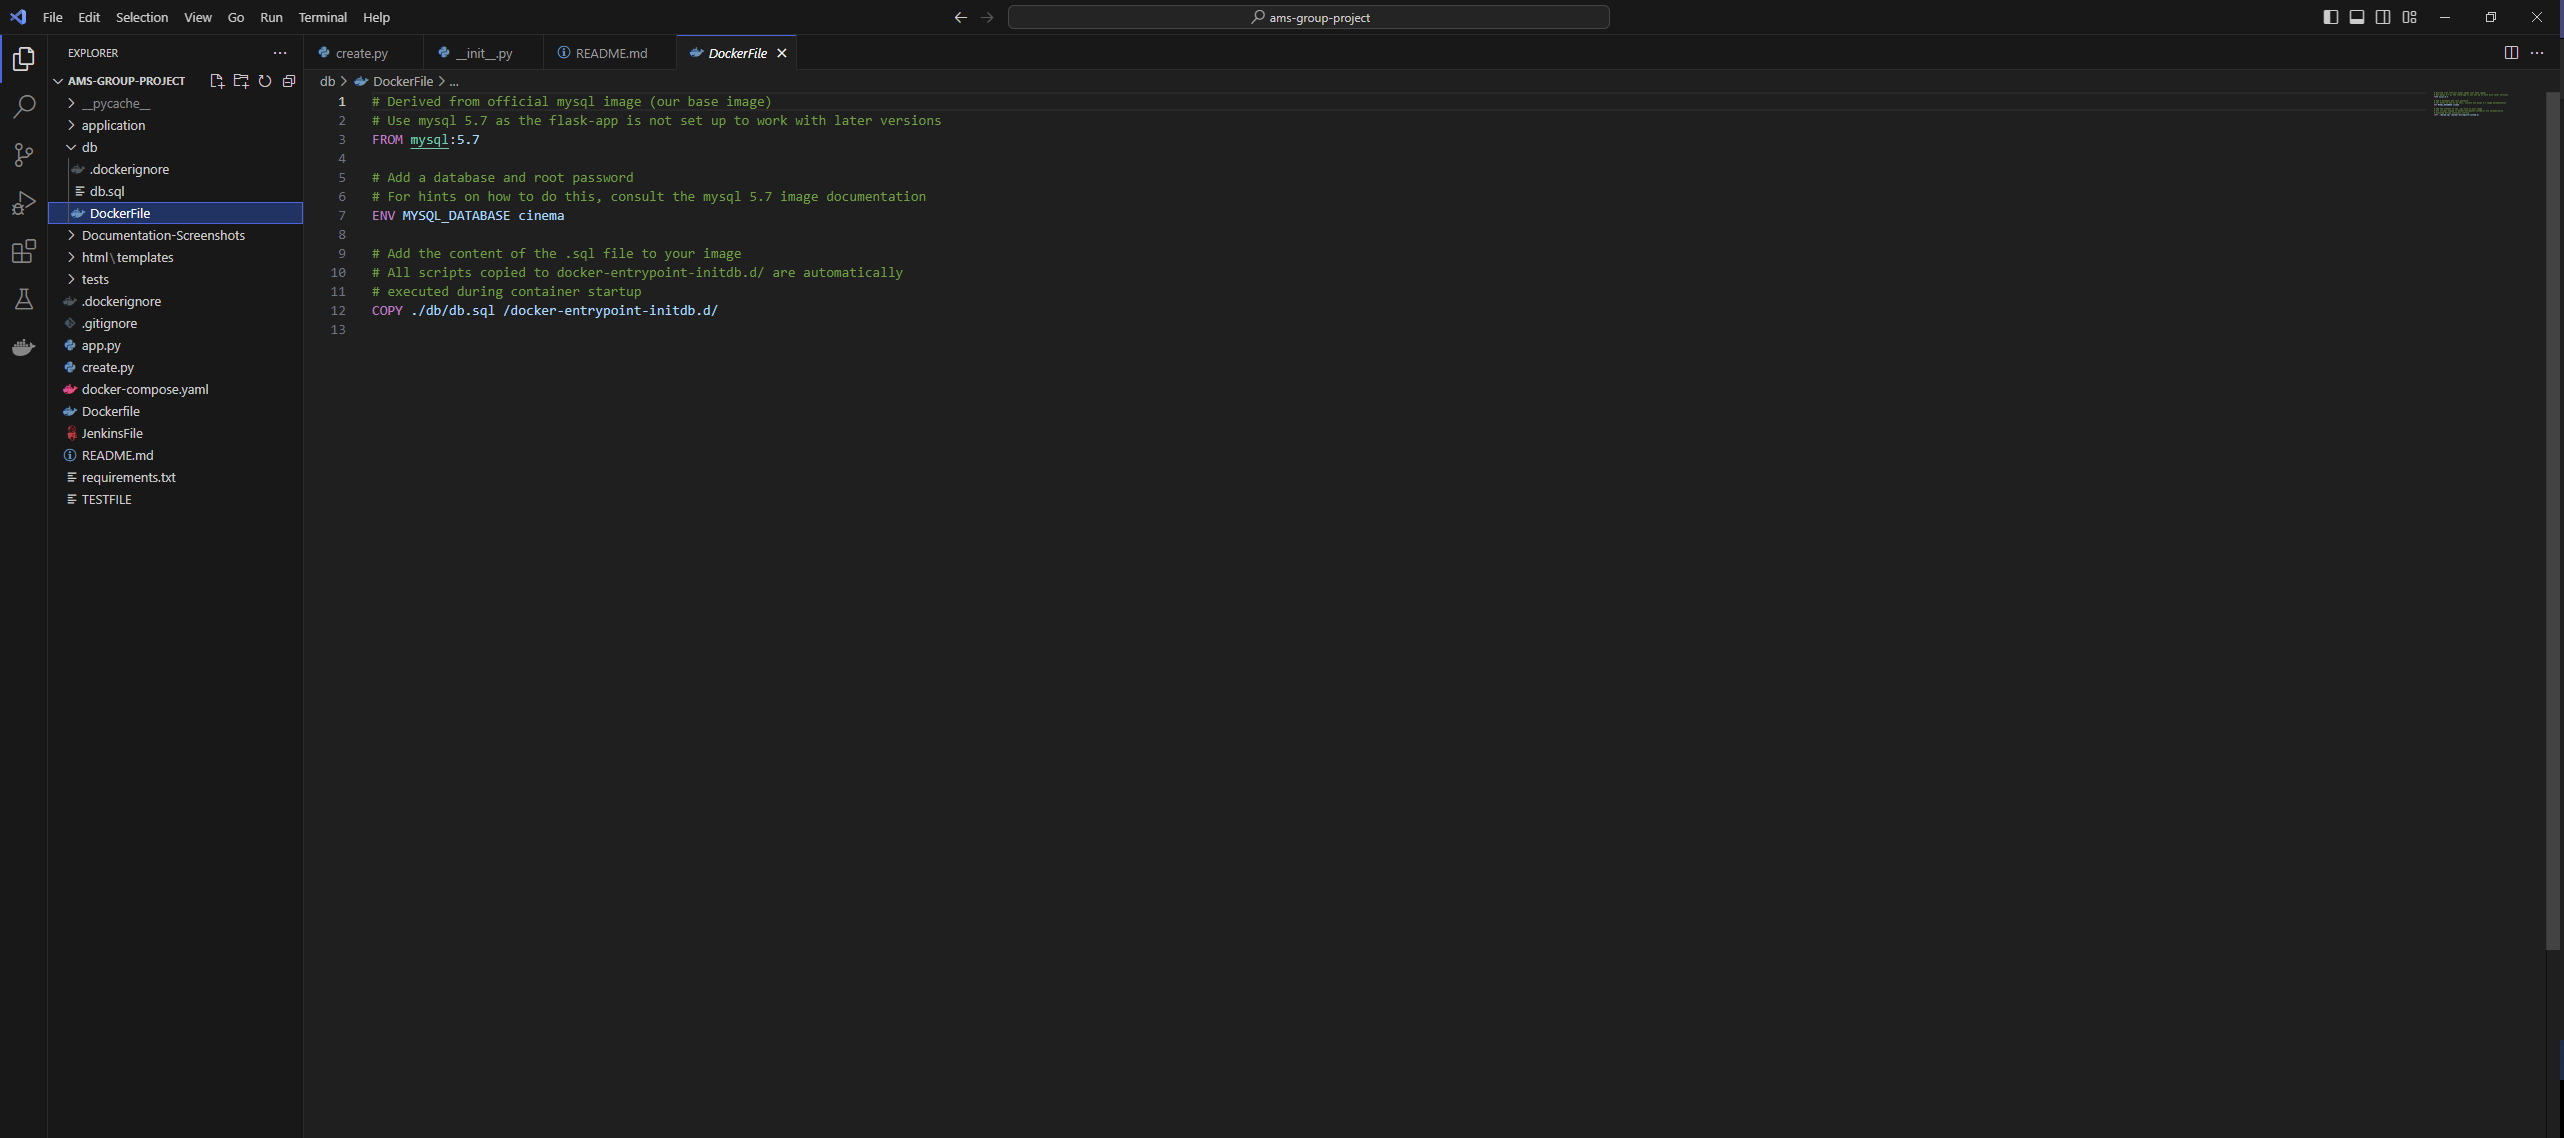 File Edit Selection View Go Run Terminal Help
ams-group-project
EXPLORER
AMS-GROUP-PROJECT
__pycache__
application
db
.dockerignore
db.sql
DockerFile
Documentation-Screenshots
html\templates
tests
.dockerignore
.gitignore
app.py
create.py
docker-compose.yaml
Dockerfile
JenkinsFile
README.md
requirements.txt
TESTFILE
create.py __init__.py README.md DockerFile
db > DockerFile > ...
1 # Derived from official mysql image (our base image)
2 # Use mysql 5.7 as the flask-app is not set up to work with later versions
3 FROM mysql:5.7
4
5 # Add a database and root password
6 # For hints on how to do this, consult the mysql 5.7 image documentation
7 ENV MYSQL_DATABASE cinema
8
9 # Add the content of the .sql file to your image
10 # All scripts copied to docker-entrypoint-initdb.d/ are automatically
11 # executed during container startup
12 COPY ./db/db.sql /docker-entrypoint-initdb.d/
13